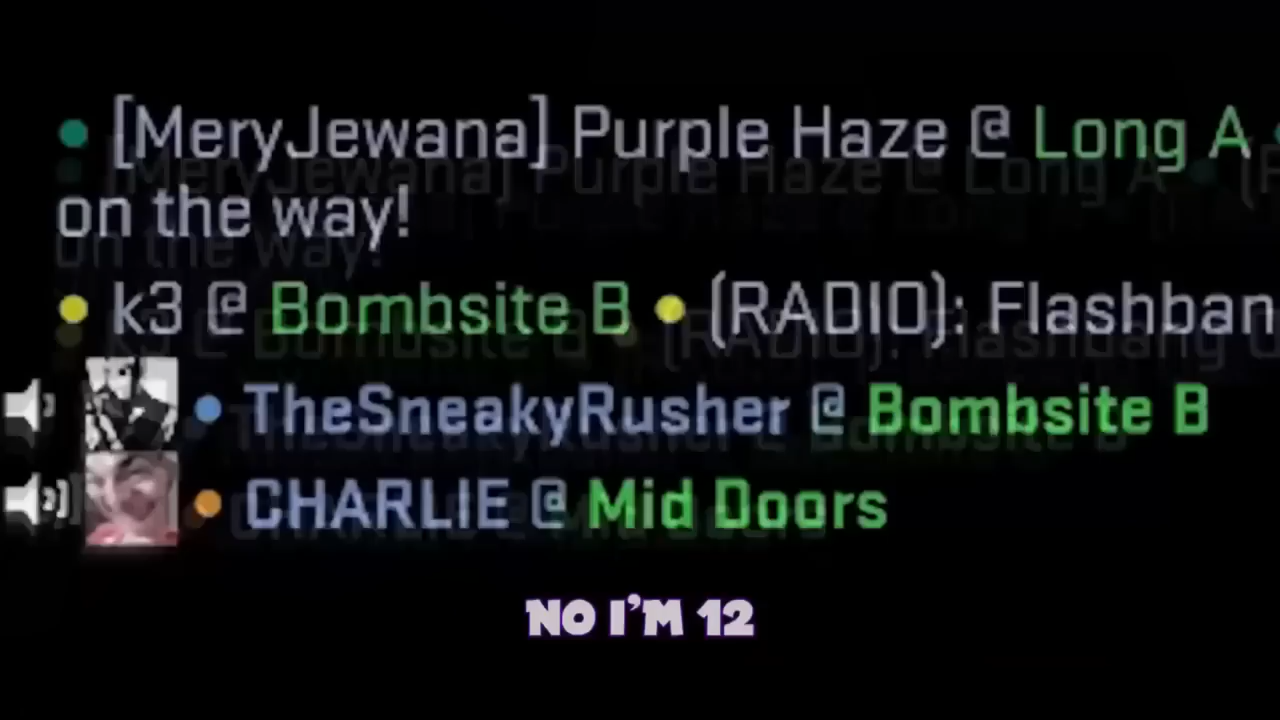 [MeryJewana] Purple Haze @ Long A
on the way!
k3 @ Bombsite B • (RADIO): Flashban
TheSneakyRusher @ Bombsite B
CHARLIE @ Mid Doors
NO I'M 12